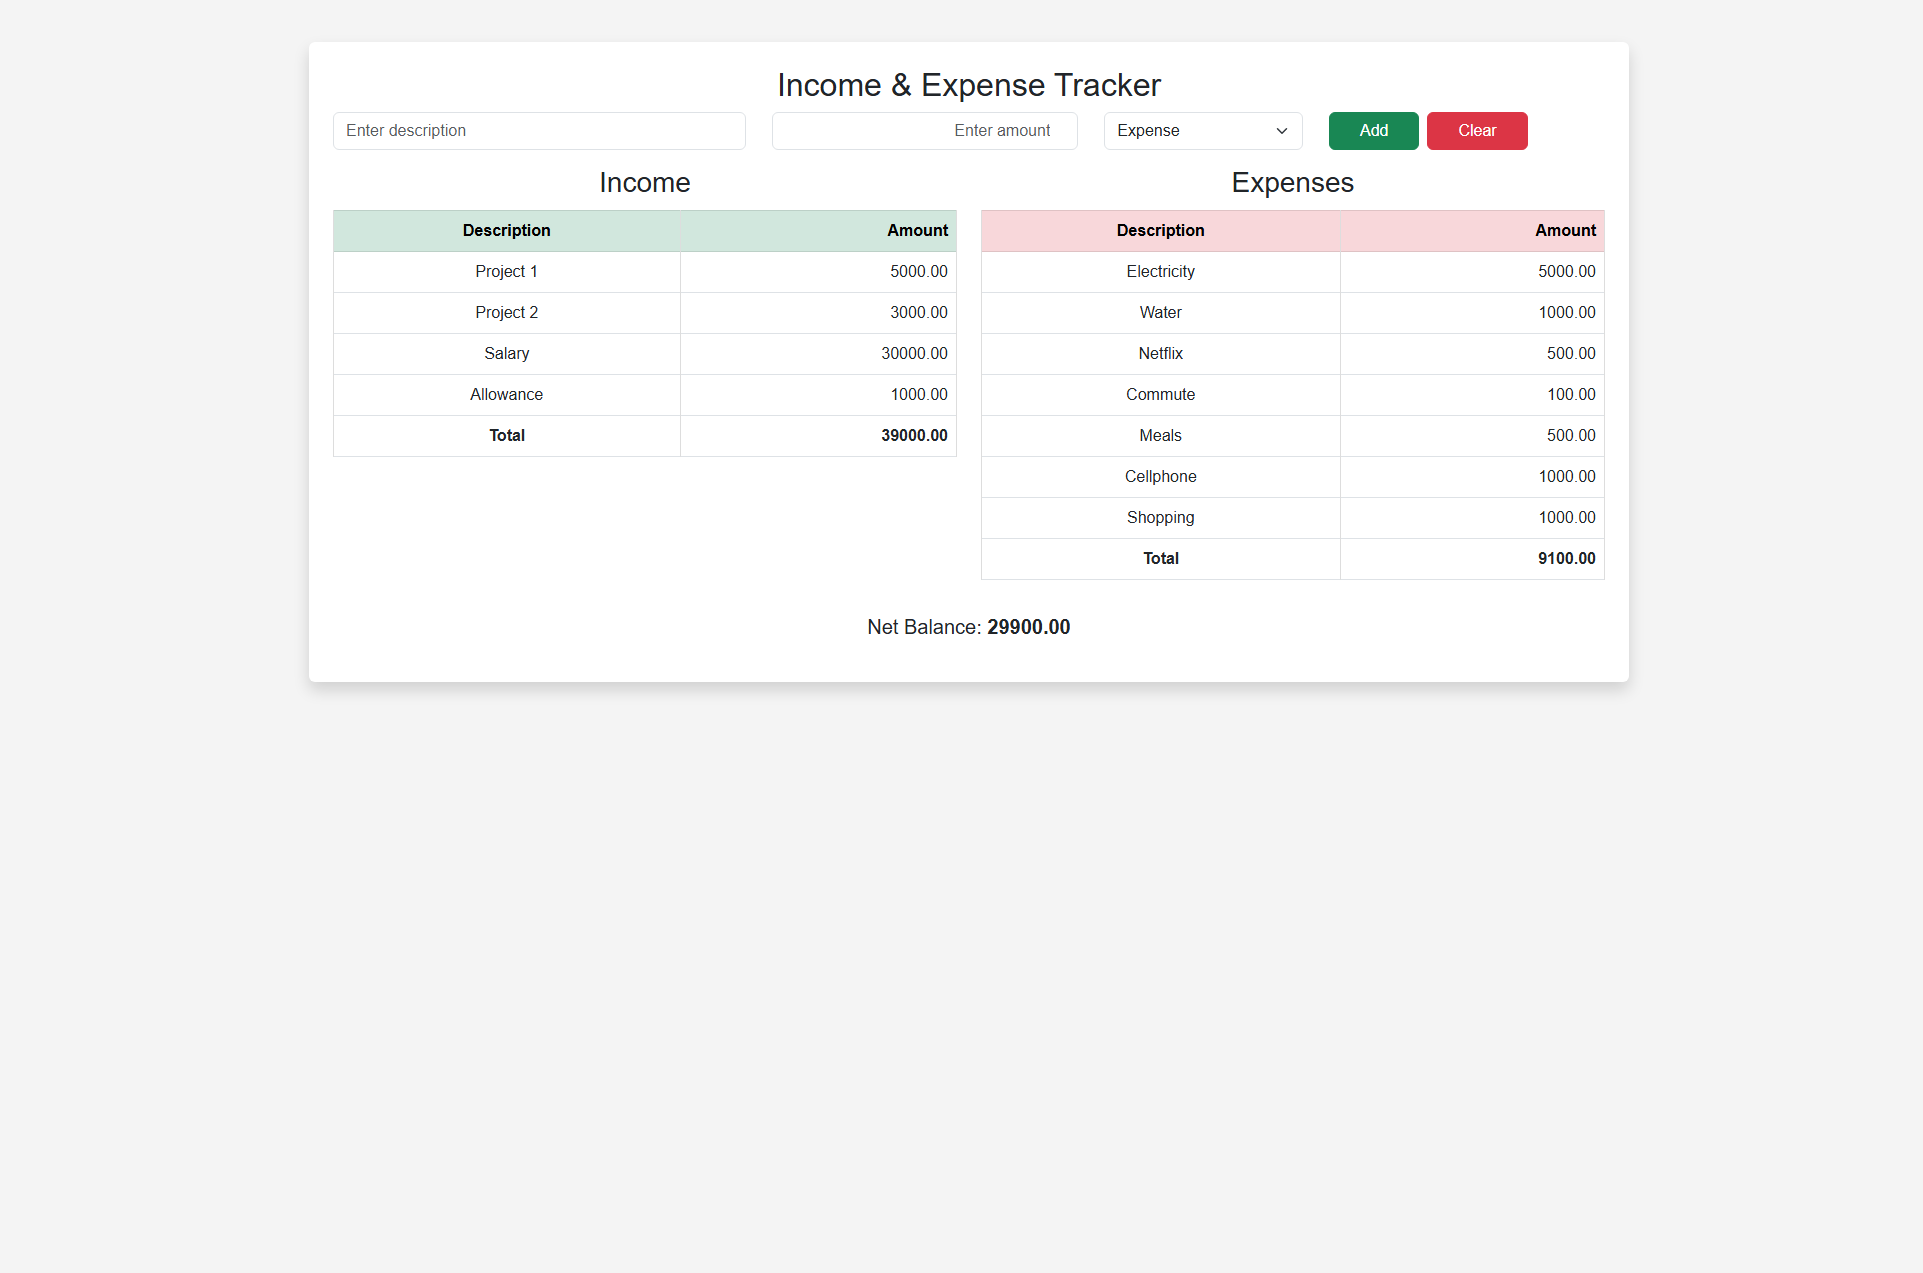 Income & Expense Tracker
Enter description Enter amount Expense Add Clear
Income
Description Amount
Project 1 5000.00
Project 2 3000.00
Salary 30000.00
Allowance 1000.00
Total 39000.00
Expenses
Description Amount
Electricity 5000.00
Water 1000.00
Netflix 500.00
Commute 100.00
Meals 500.00
Cellphone 1000.00
Shopping 1000.00
Total 9100.00
Net Balance: 29900.00